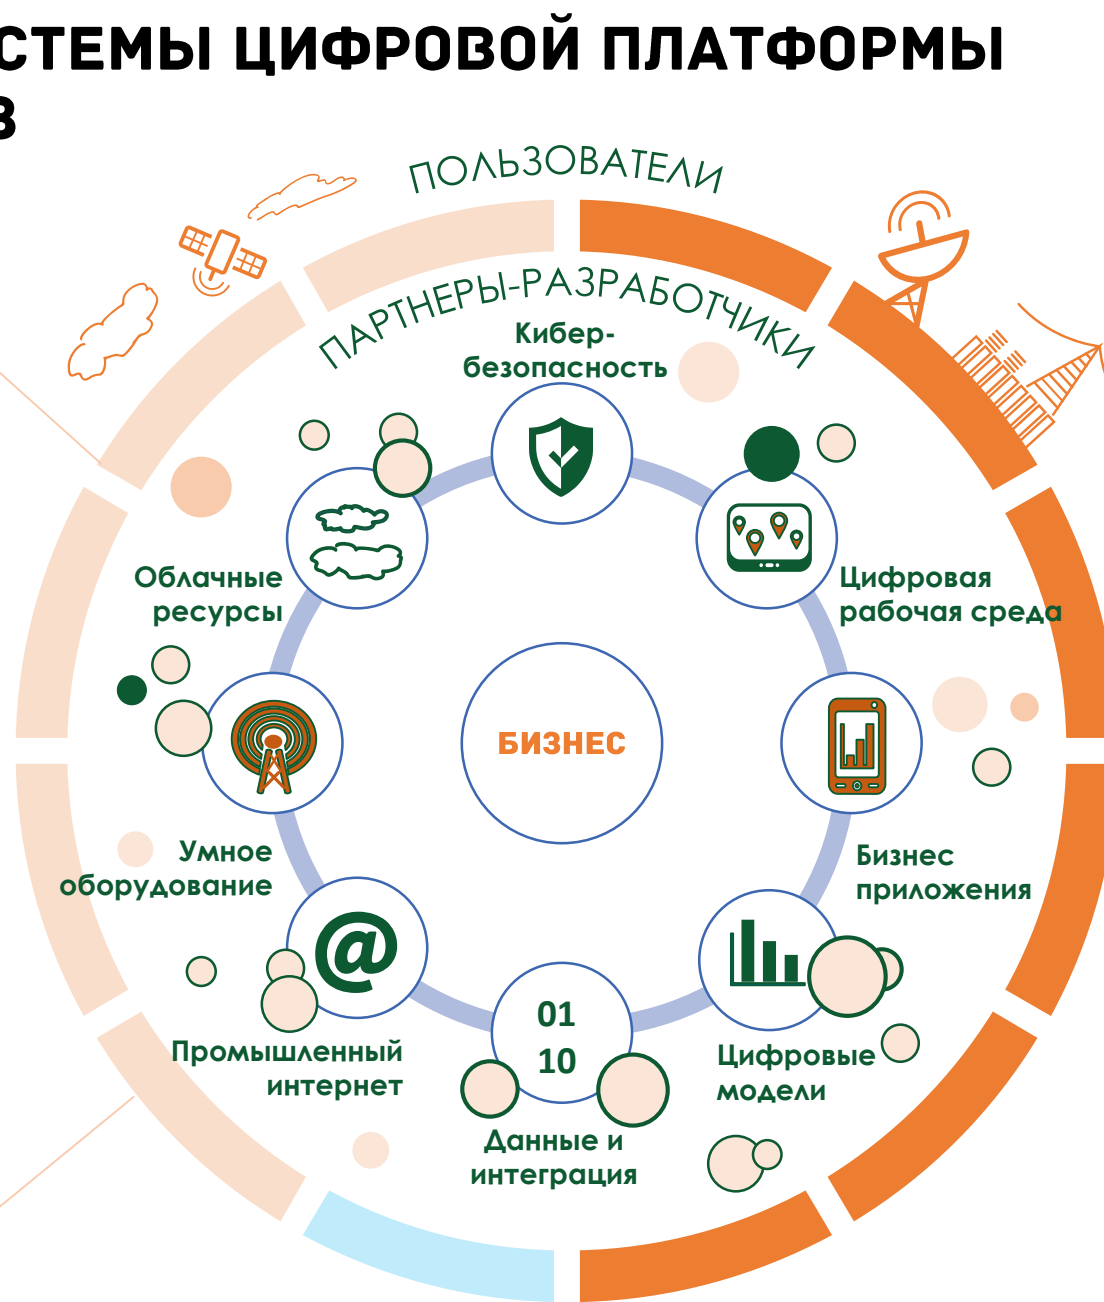 СТЕМЫ ЦИФРОВОЙ ПЛАТФОРМЫ
В
ПОЛЬЗОВАТЕЛИ
ПАРТНЕРЫ-РАЗРАБОТЧИКИ
Кибер-
безопасность
Облачные
ресурсы
Цифровая
рабочая среда
БИЗНЕС
Умное
оборудование
Бизнес
приложения
@
01
10
Промышленный
интернет
Цифровые
модели
Данные и
интеграция